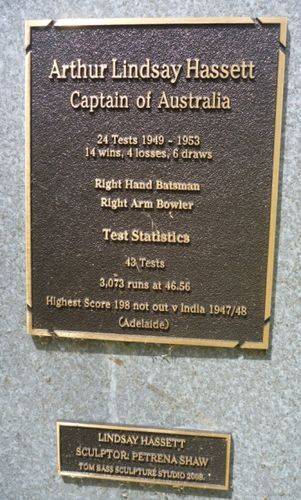 Arthur Lindsay Hassett
Captain of Australia
24 Tests 1949 - 1953
14 wins, 4 losses, 6 draws
Right Hand Batsman
Right Arm Bowler
Test Statistics
43 Tests
3,073 runs at 46.56
Highest Score 198 not out v India 1947/48
(Adelaide)
LINDSAY HASSETT
SCULPTOR: PETRENA SHAW
TOM BASS SCULPTURE STUDIO 2008.